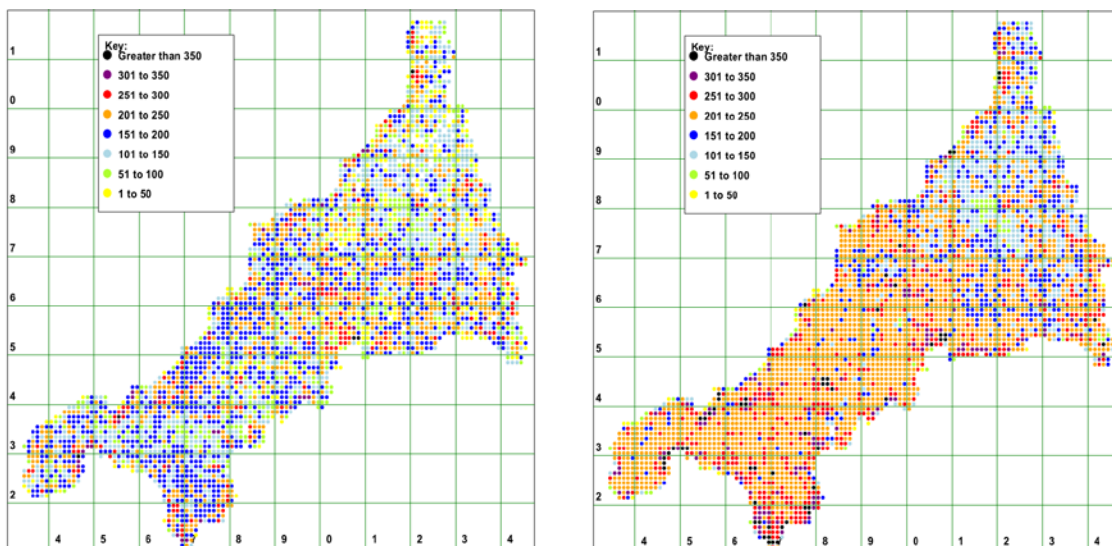 Key:
Greater than 350
301 to 350
251 to 300
201 to 250
151 to 200
101 to 150
51 to 100
1 to 50
1
0
9
8
7
6
5
4
3
2
4 5 6 7 8 9 0 1 2 3 4
Key:
Greater than 350
301 to 350
251 to 300
201 to 250
151 to 200
101 to 150
51 to 100
1 to 50
1
0
9
8
7
6
5
4
3
2
4 5 6 7 8 9 0 1 2 3 4